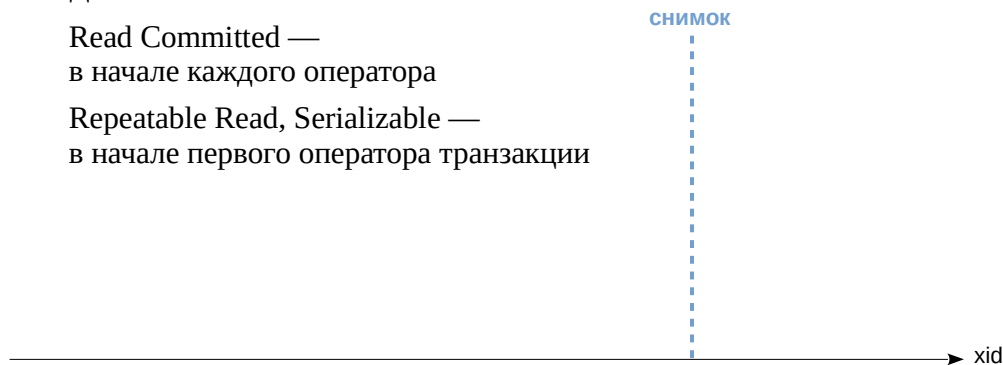 снимок
Read Committed —
в начале каждого оператора
Repeatable Read, Serializable —
в начале первого оператора транзакции
xid